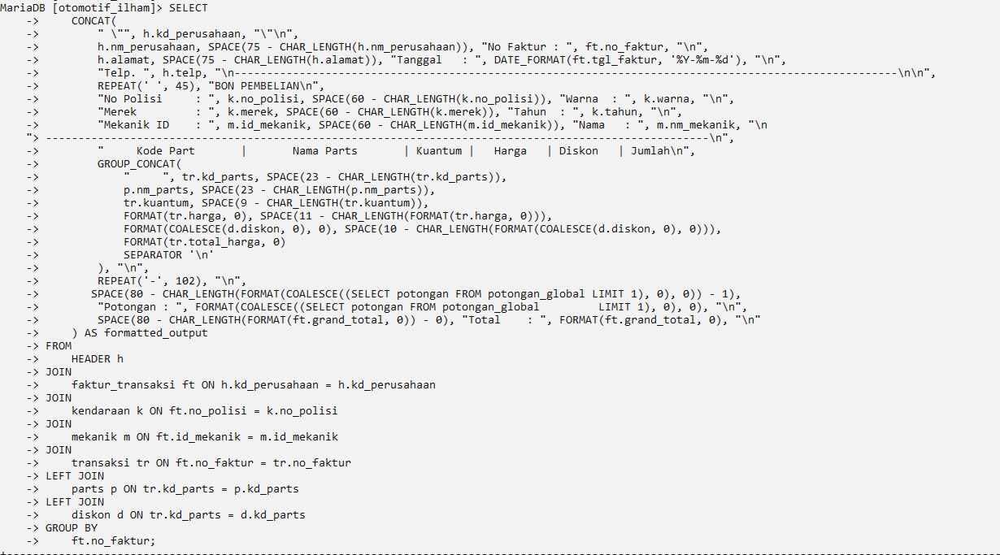 MariaDB [otomotif_ilham]> SELECT
    ->     CONCAT(
    ->         " \"", h.kd_perusahaan, "\"\n",
    ->         h.nm_perusahaan, SPACE(75 - CHAR_LENGTH(h.nm_perusahaan)), "No Faktur : ", ft.no_faktur, "\n",
    ->         h.alamat, SPACE(75 - CHAR_LENGTH(h.alamat)), "Tanggal   : ", DATE_FORMAT(ft.tgl_faktur, '%Y-%m-%d'), "\n",
    ->         "Telp. ", h.telp, "\n------------------------------------------------------------------------------------------------------\n\n",
    ->         REPEAT(' ', 45), "BON PEMBELIAN\n",
    ->         "No Polisi     : ", k.no_polisi, SPACE(60 - CHAR_LENGTH(k.no_polisi)), "Warna  : ", k.warna, "\n",
    ->         "Merek         : ", k.merek, SPACE(60 - CHAR_LENGTH(k.merek)), "Tahun  : ", k.tahun, "\n",
    ->         "Mekanik ID    : ", m.id_mekanik, SPACE(60 - CHAR_LENGTH(m.id_mekanik)), "Nama   : ", m.nm_mekanik, "\n
    "> ------------------------------------------------------------------------------------------------------\n",
    ->         "     Kode Part       |       Nama Parts       | Kuantum |   Harga   | Diskon   | Jumlah\n",
    ->         GROUP_CONCAT(
    ->             "     ", tr.kd_parts, SPACE(23 - CHAR_LENGTH(tr.kd_parts)),
    ->             p.nm_parts, SPACE(23 - CHAR_LENGTH(p.nm_parts)),
    ->             tr.kuantum, SPACE(9 - CHAR_LENGTH(tr.kuantum)),
    ->             FORMAT(tr.harga, 0), SPACE(11 - CHAR_LENGTH(FORMAT(tr.harga, 0))),
    ->             FORMAT(COALESCE(d.diskon, 0), 0), SPACE(10 - CHAR_LENGTH(FORMAT(COALESCE(d.diskon, 0), 0))),
    ->             FORMAT(tr.total_harga, 0)
    ->             SEPARATOR '\n'
    ->         ), "\n",
    ->         REPEAT('-', 102), "\n",
    ->        SPACE(80 - CHAR_LENGTH(FORMAT(COALESCE((SELECT potongan FROM potongan_global LIMIT 1), 0), 0)) - 1),
    ->         "Potongan : ", FORMAT(COALESCE((SELECT potongan FROM potongan_global         LIMIT 1), 0), 0), "\n",
    ->         SPACE(80 - CHAR_LENGTH(FORMAT(ft.grand_total, 0)) - 0), "Total    : ", FORMAT(ft.grand_total, 0), "\n"
    ->     ) AS formatted_output
    -> FROM
    ->     HEADER h
    -> JOIN
    ->     faktur_transaksi ft ON h.kd_perusahaan = h.kd_perusahaan
    -> JOIN
    ->     kendaraan k ON ft.no_polisi = k.no_polisi
    -> JOIN
    ->     mekanik m ON ft.id_mekanik = m.id_mekanik
    -> JOIN
    ->     transaksi tr ON ft.no_faktur = tr.no_faktur
    -> LEFT JOIN
    ->     parts p ON tr.kd_parts = p.kd_parts
    -> LEFT JOIN
    ->     diskon d ON tr.kd_parts = d.kd_parts
    -> GROUP BY
    ->     ft.no_faktur;